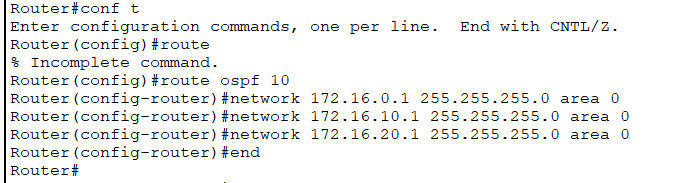 Router#conf t
Enter configuration commands, one per line.  End with CNTL/Z.
Router(config)#route
% Incomplete command.
Router(config)#route ospf 10
Router(config-router)#network 172.16.0.1 255.255.255.0 area 0
Router(config-router)#network 172.16.10.1 255.255.255.0 area 0
Router(config-router)#network 172.16.20.1 255.255.255.0 area 0
Router(config-router)#end
Router#